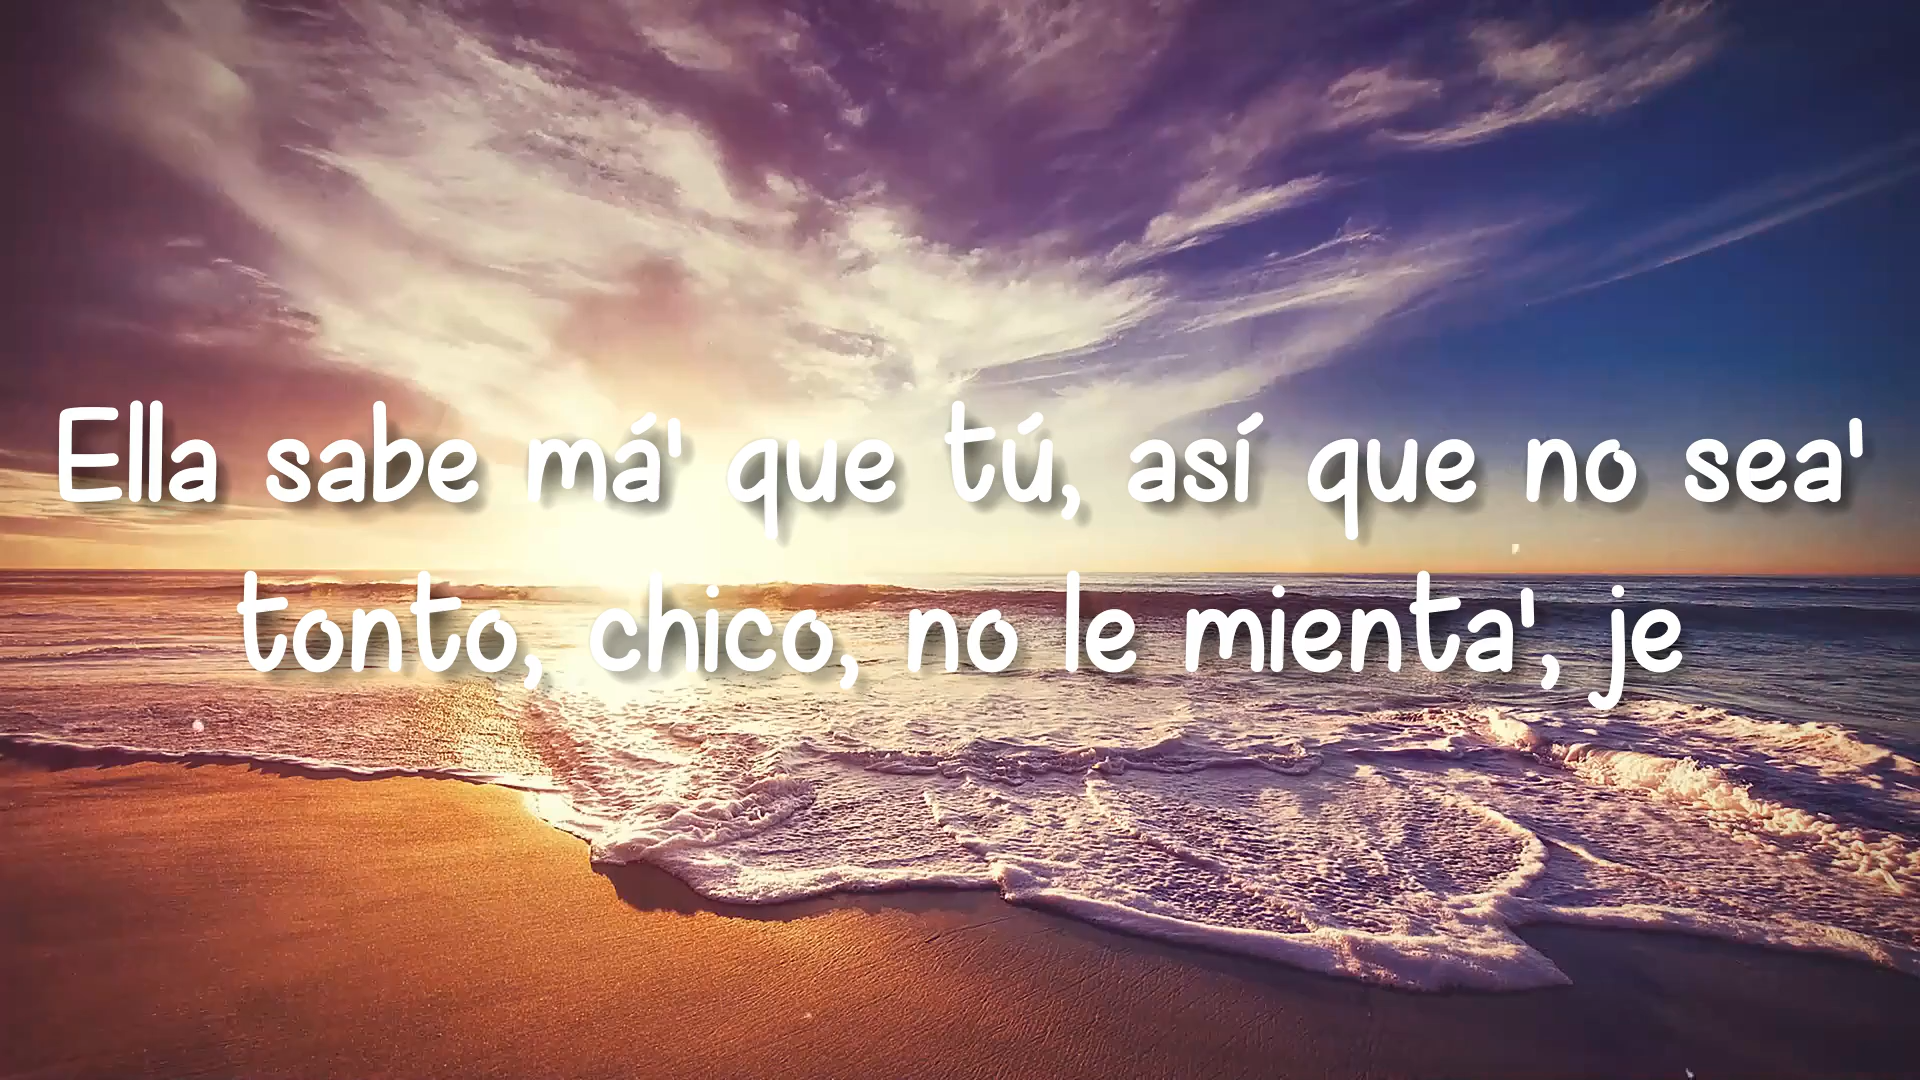 Ella sabe má' que tú, así que no sea'
tonto, chico, no le mienta', je